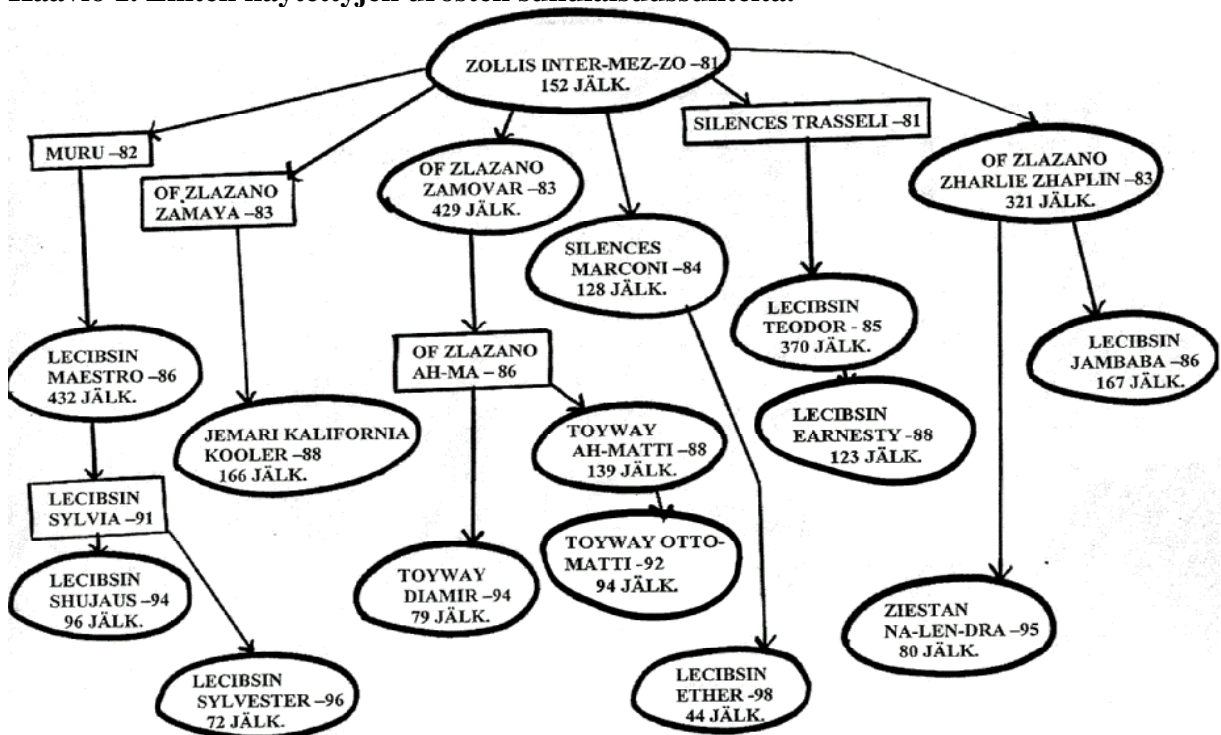 Kaavio Eniten käytettyjen urosten sukulaisuussuhteita.
ZOLLIS INTER-MEZ-ZO –81
152 JÄLK.
MURU –82
OF ZLAZANO
ZAMAYA –83
OF ZLAZANO
ZAMOVAR –83
429 JÄLK.
SILENCES
MARCONI –84
128 JÄLK.
SILENCES TRASSELI –81
OF ZLAZANO
ZHARLIE ZHAPLIN –83
321 JÄLK.
LECIBSIN
MAESTRO –86
432 JÄLK.
JEMARI KALIFORNIA
KOOLER –88
166 JÄLK.
OF ZLAZANO
AH-MA – 86
LECIBSIN
TEODOR - 85
370 JÄLK.
LECIBSIN
JAMBABA –86
167 JÄLK.
TOYWAY
AH-MATTI –88
139 JÄLK.
LECIBSIN
EARNESTY -88
123 JÄLK.
LECIBSIN
SYLVIA –91
LECIBSIN
SHUJAUS –94
96 JÄLK.
TOYWAY
DIAMIR –94
79 JÄLK.
TOYWAY OTTO-
MATTI -92
94 JÄLK.
ZIESTAN
NA-LEN-DRA –95
80 JÄLK.
LECIBSIN
SYLVESTER –96
72 JÄLK.
LECIBSIN
ETHER -98
44 JÄLK.